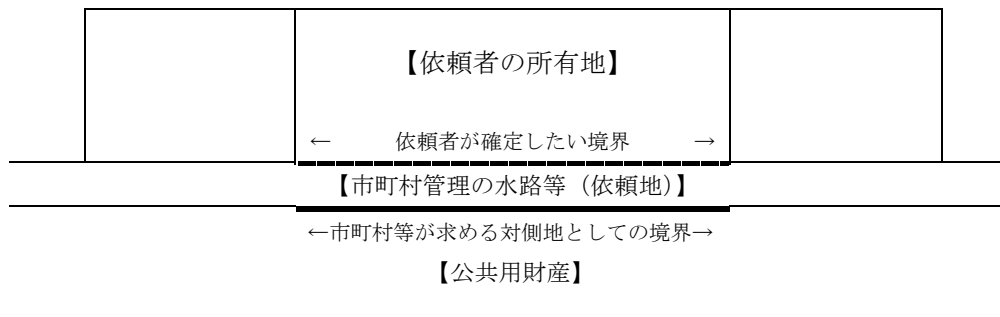 【依頼者の所有地】
← 依頼者が確定したい境界 →
【市町村管理の水路等（依頼地）】
←市町村等が求める対側地としての境界→
【公共用財産】